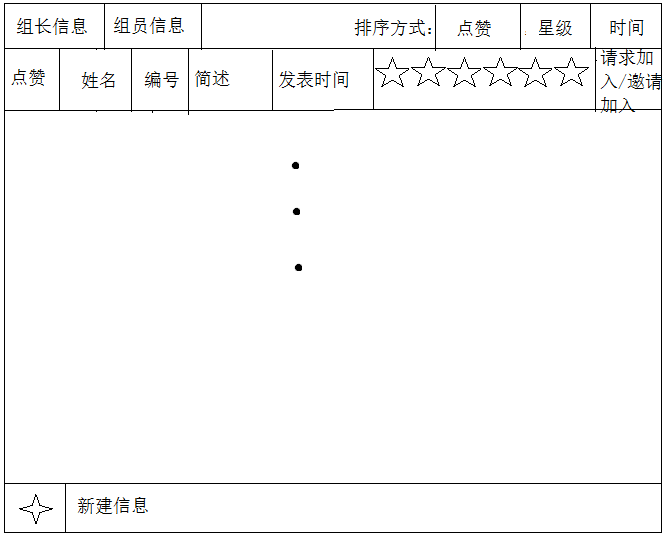 组长信息 组员信息 排序方式： 点赞 星级 时间
点赞 姓名 编号 简述 发表时间 请求加
入/邀请
加入
新建信息